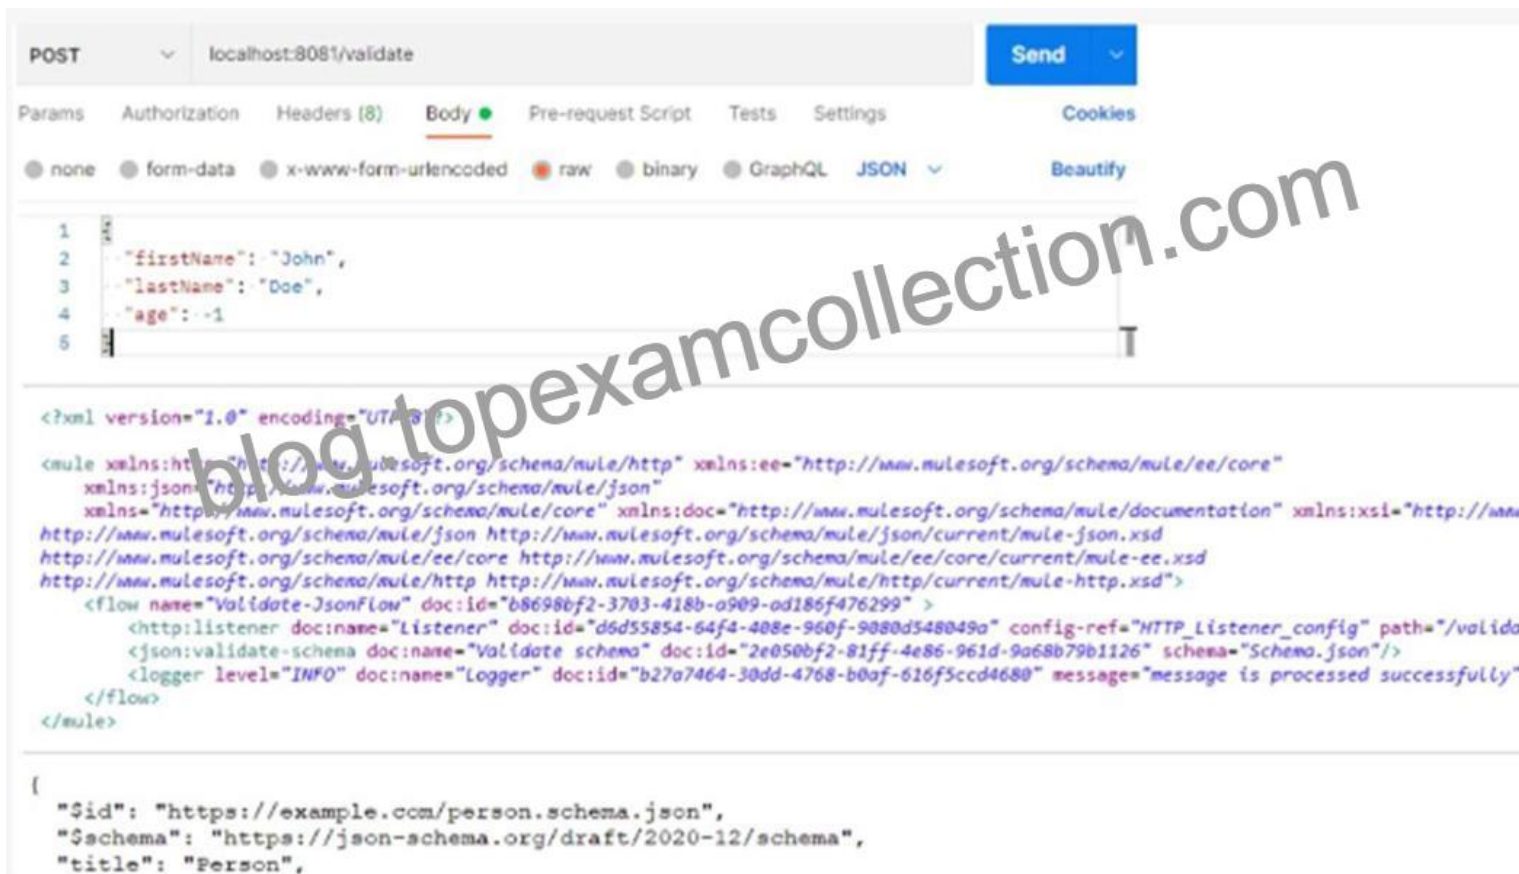 POST localhost:8081/validate Send
Params Authorization Headers (8) Body Pre-request Script Tests Settings Cookies
none form-data x-www-form-urlencoded raw binary GraphQL JSON Beautify
1
2 "firstName": "John",
3 "lastName": "Doe",
4 "age": -1
5
blog.topexamcollection.com
<?xml version="1.0" encoding="UTF-8"?>
<mule xmlns:http="http://www.mulesoft.org/schema/mule/http" xmlns:ee="http://www.mulesoft.org/schema/mule/ee/core"
xmlns:json="http://www.mulesoft.org/schema/mule/json"
xmlns="http://www.mulesoft.org/schema/mule/core" xmlns:doc="http://www.mulesoft.org/schema/mule/documentation" xmlns:xsi="http://www
http://www.mulesoft.org/schema/mule/json http://www.mulesoft.org/schema/mule/json/current/mule-json.xsd
http://www.mulesoft.org/schema/mule/ee/core http://www.mulesoft.org/schema/mule/ee/core/current/mule-ee.xsd
http://www.mulesoft.org/schema/mule/http http://www.mulesoft.org/schema/mule/http/current/mule-http.xsd">
<flow name="Validate-JsonFlow" doc:id="b8698bf2-3703-418b-a909-ad186f476299" >
<http:listener doc:name="Listener" doc:id="d6d55854-64f4-408e-960f-9080d548049a" config-ref="HTTP_Listener_config" path="/valida
<json:validate-schema doc:name="Validate schema" doc:id="2e050bf2-81ff-4e86-961d-9a68b79b1126" schema="Schema.json"/>
<logger level="INFO" doc:name="Logger" doc:id="b27a7464-30dd-4768-b0af-616f5ccd4680" message="message is processed successfully"
</flow>
</mule>
{
"$id": "https://example.com/person.schema.json",
"$schema": "https://json-schema.org/draft/2020-12/schema",
"title": "Person",